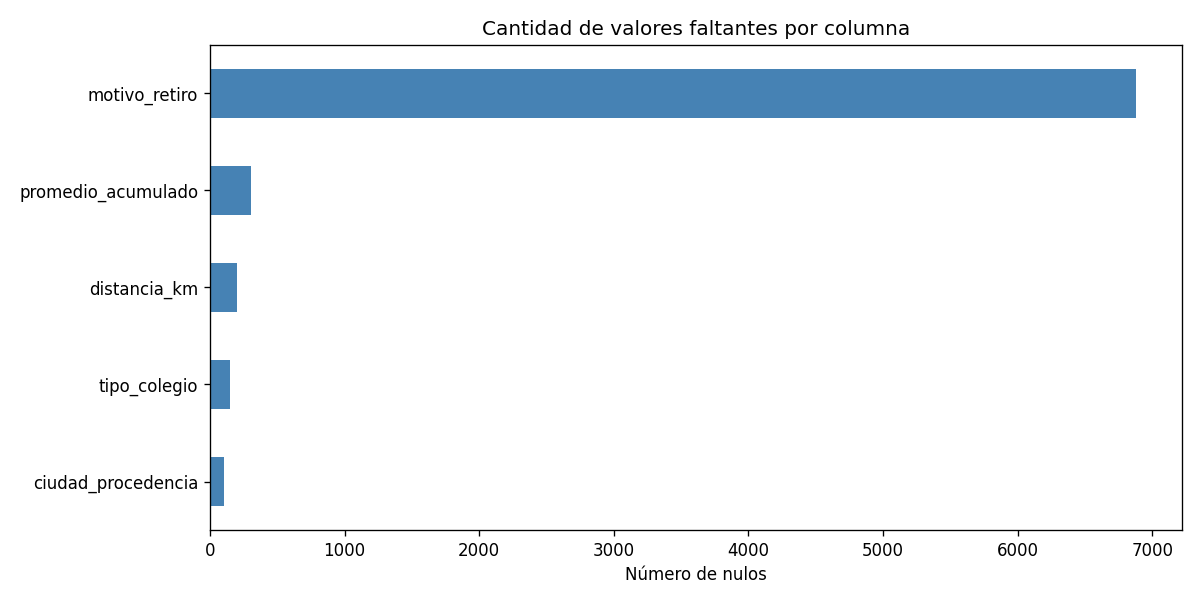 Cantidad de valores faltantes por columna
motivo_retiro
promedio_acumulado
distancia_km
tipo_colegio
ciudad_procedencia
0 1000 2000 3000 4000 5000 6000 7000
Número de nulos